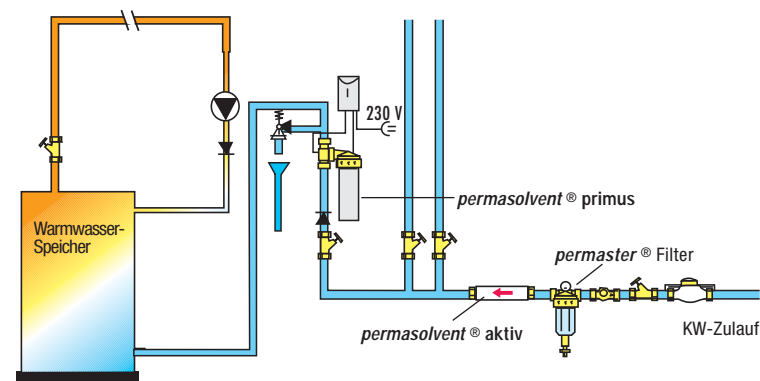 230 V
permasolvent ® primus
Warmwasser-
Speicher
permaster ® Filter
permasolvent ® aktiv
KW-Zulauf